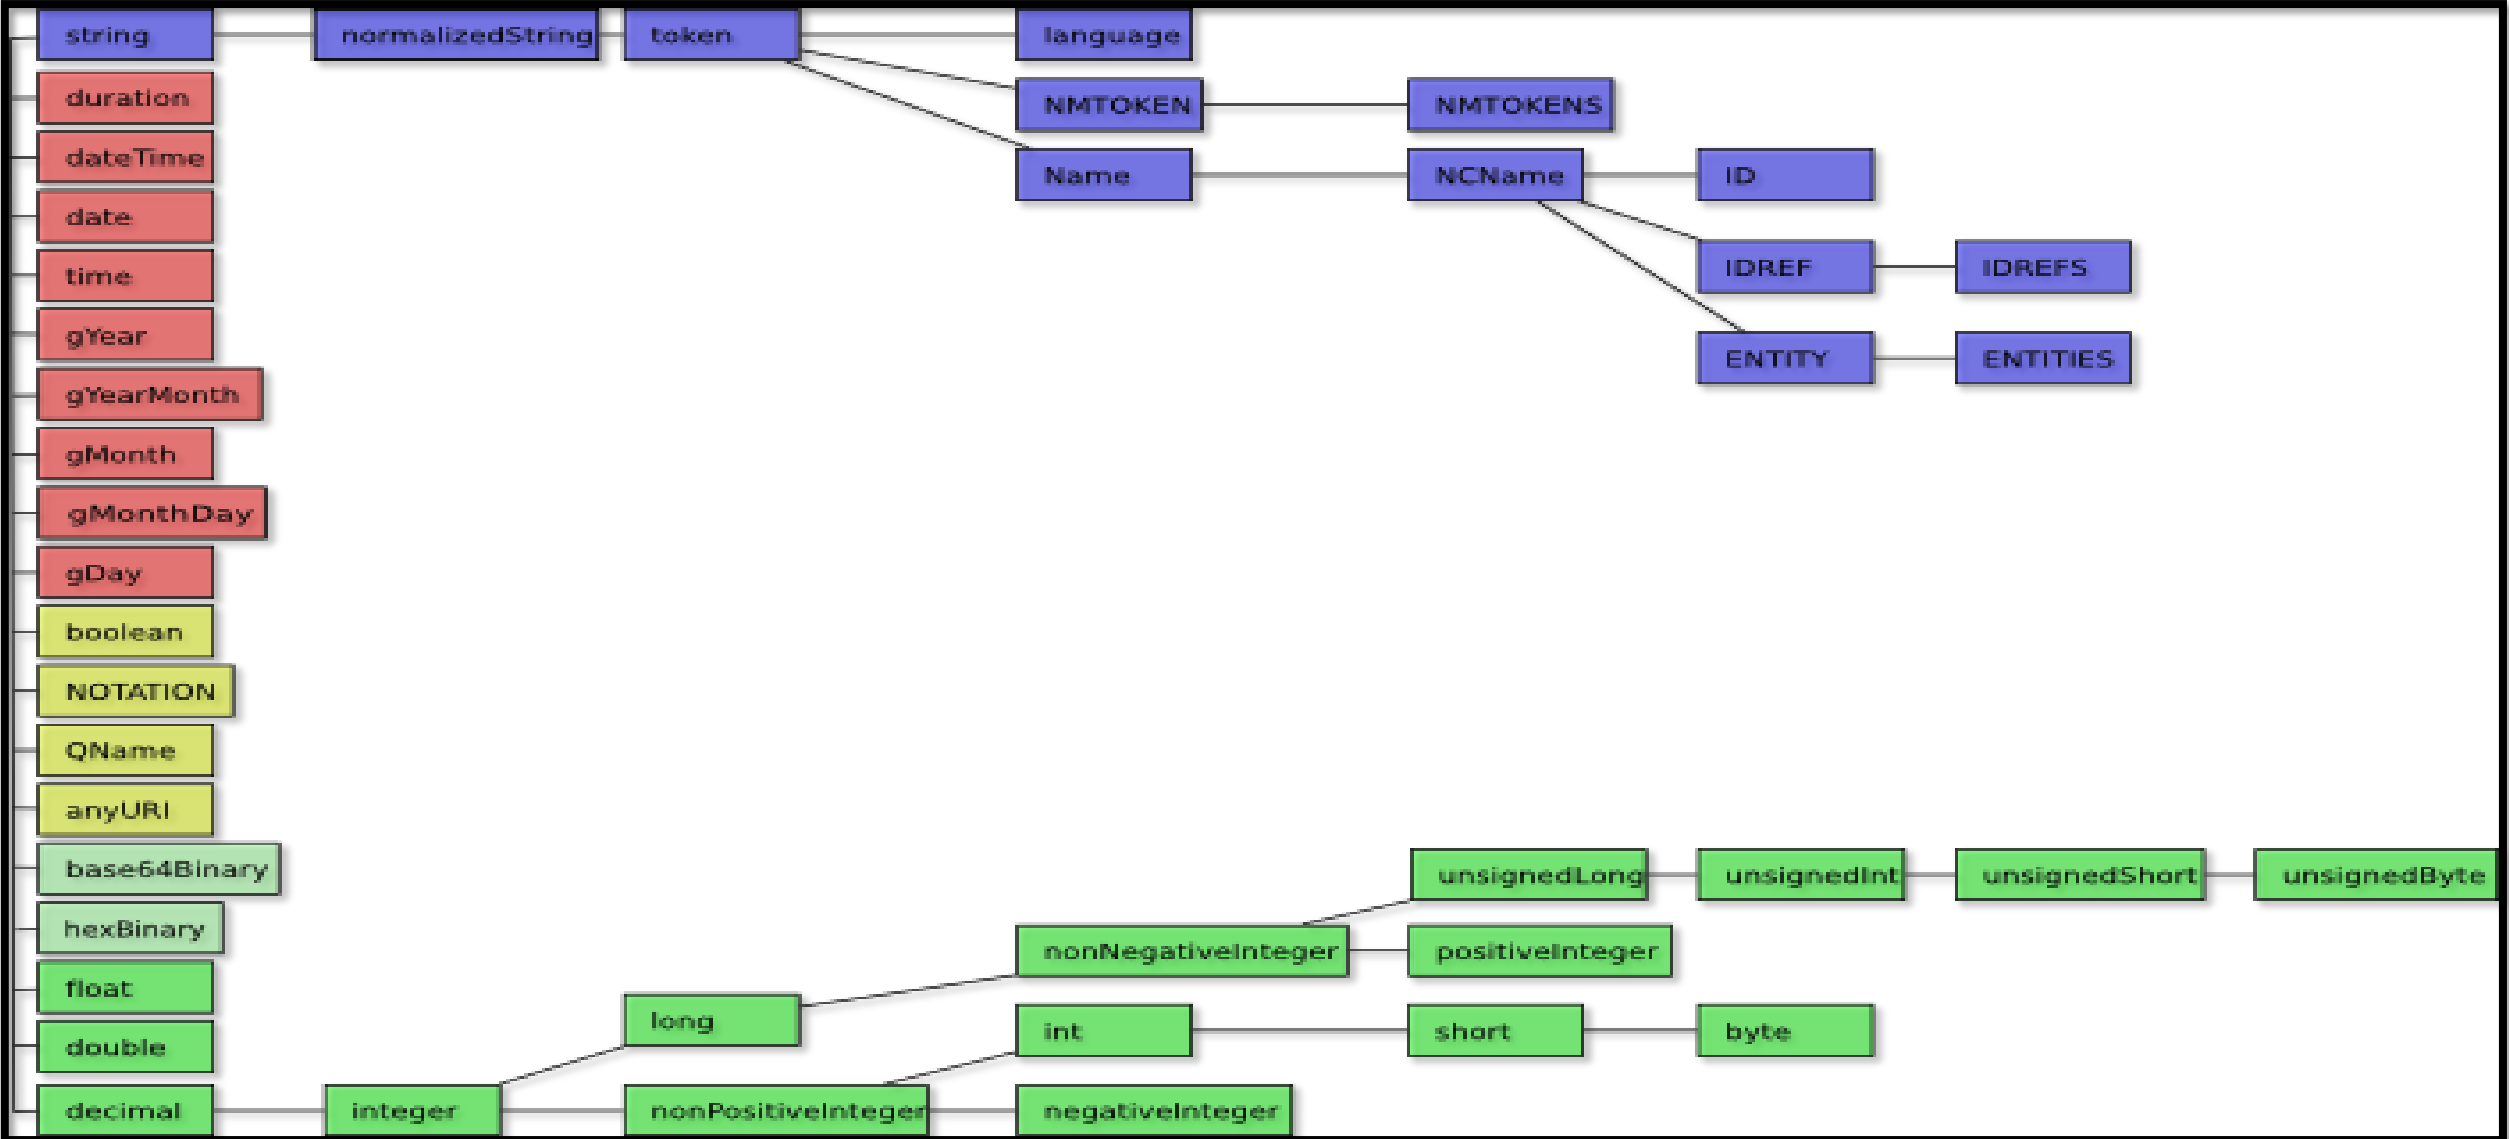 string
normalizedString
token
language
duration
NMTOKEN
NMTOKENS
dateTime
Name
NCName
ID
date
time
IDREF
IDREFS
gYear
ENTITY
ENTITIES
gYearMonth
gMonth
gMonthDay
gDay
boolean
NOTATION
QName
anyURI
base64Binary
unsignedLong
unsignedInt
unsignedShort
unsignedByte
hexBinary
nonNegativeInteger
positiveInteger
float
long
int
short
byte
double
decimal
integer
nonPositiveInteger
negativeInteger